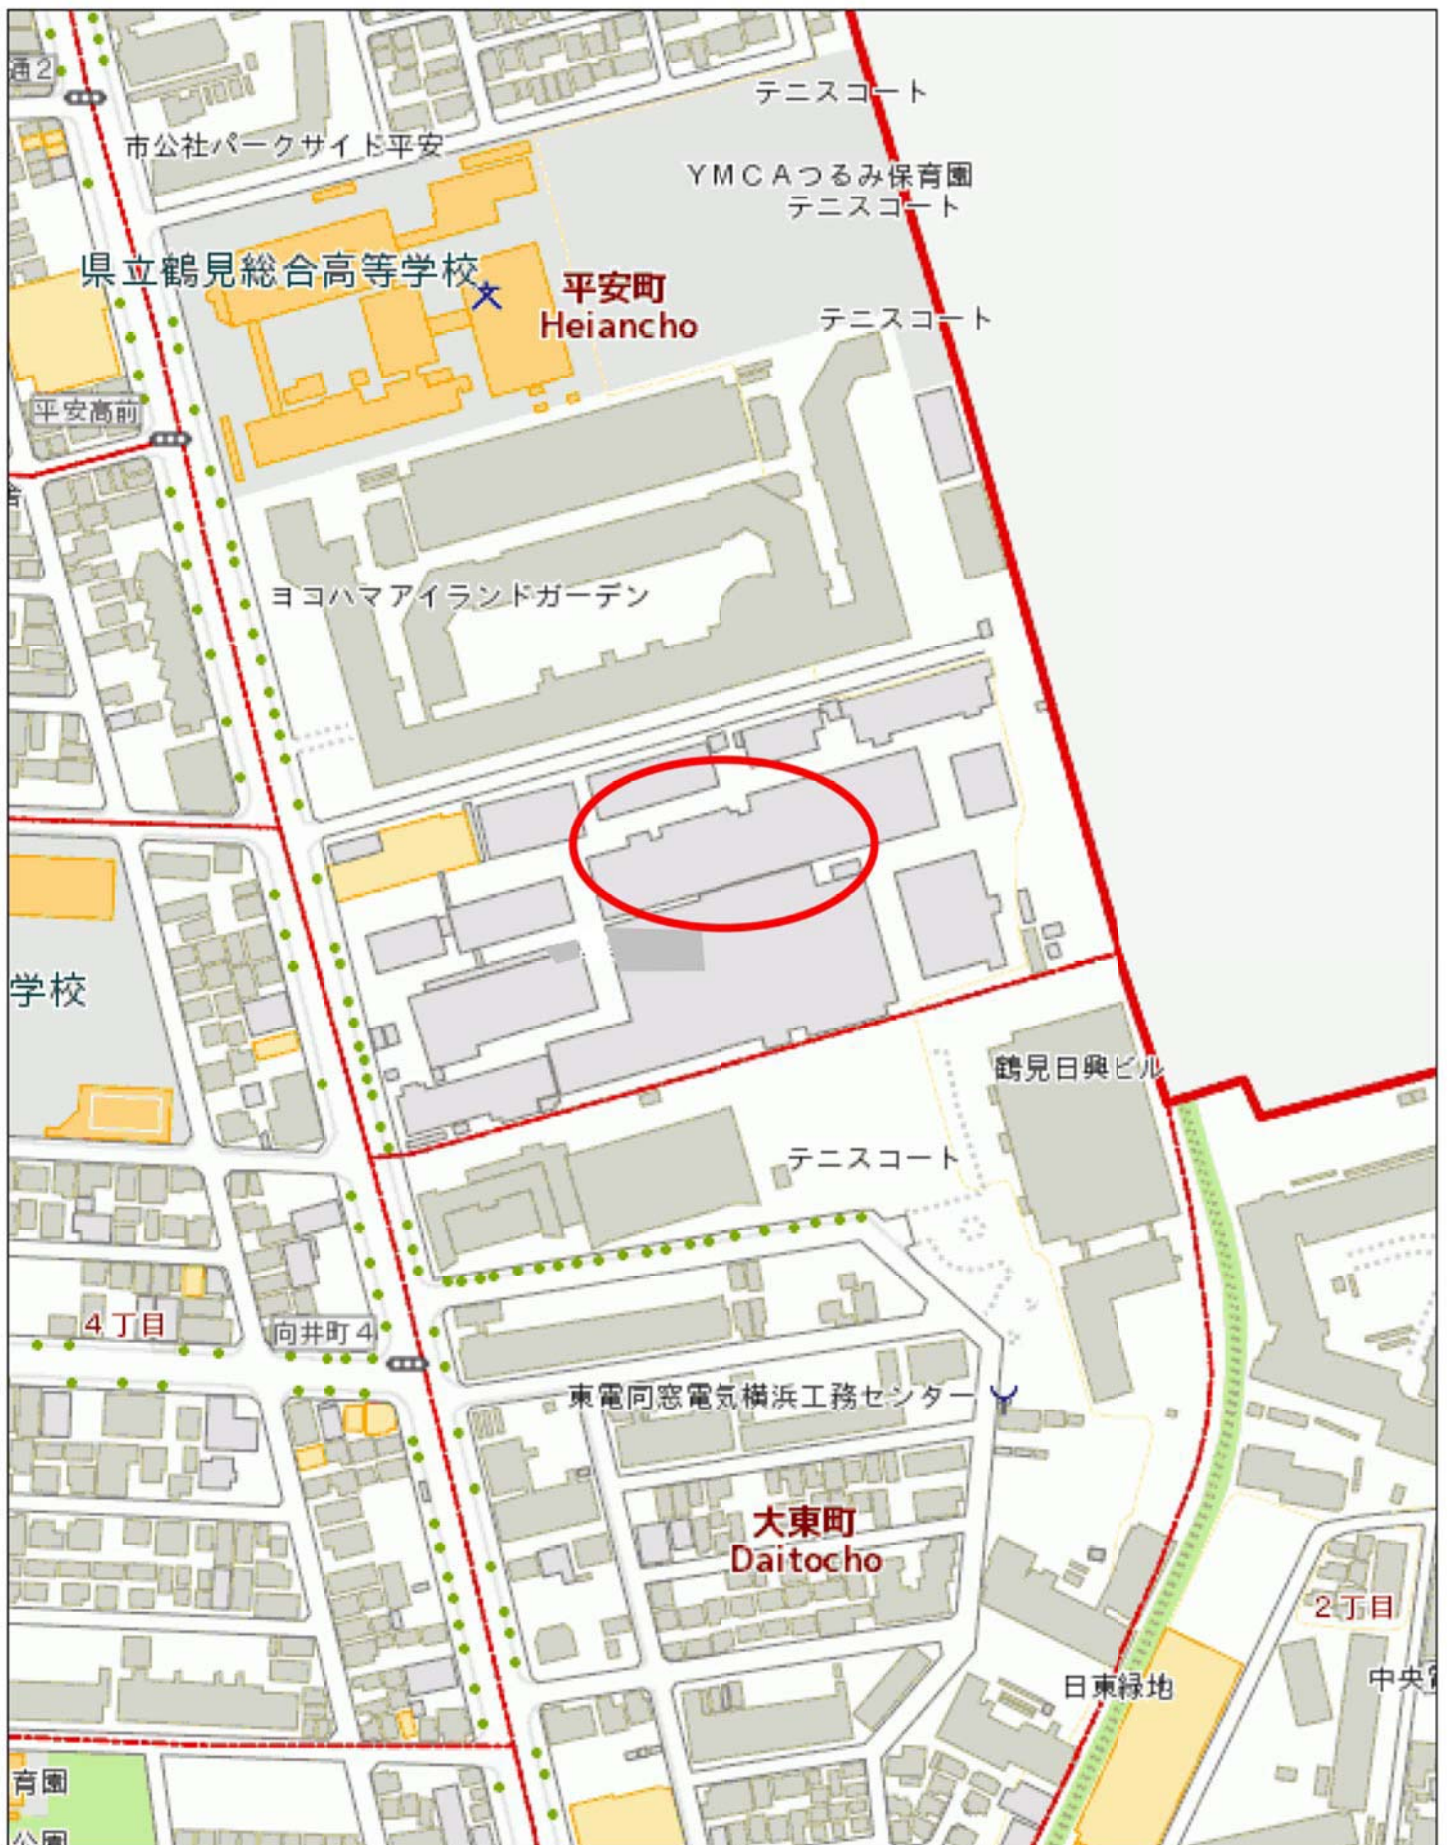 通2
テニスコート
市公社パークサイド平安
YMCAつるみ保育園
テニスコート
県立鶴見総合高等学校
平安町
Heiancho
テニスコート
平安高前
ヨコハマアイランドガーデン
学校
鶴見日興ビル
テニスコート
4丁目
向井町4
東電同窓電気横浜工務センター
大東町
Daitocho
2丁目
日東緑地
中央
育園
公園